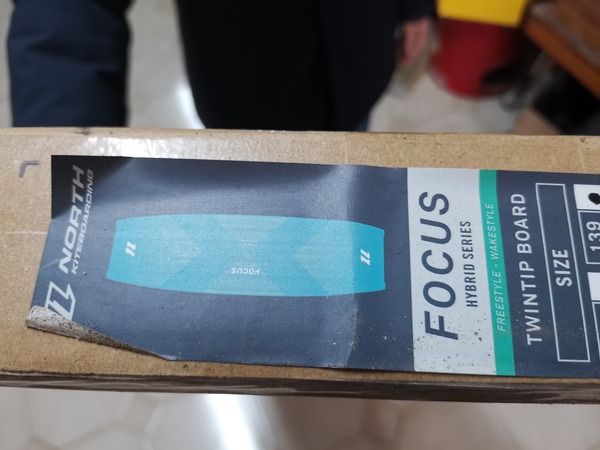 NORTH
KITEBOARDING
FOCUS
FOCUS
HYBRID SERIES
FREESTYLE - WAKESTYLE
TWINTIP BOARD
SIZE
139